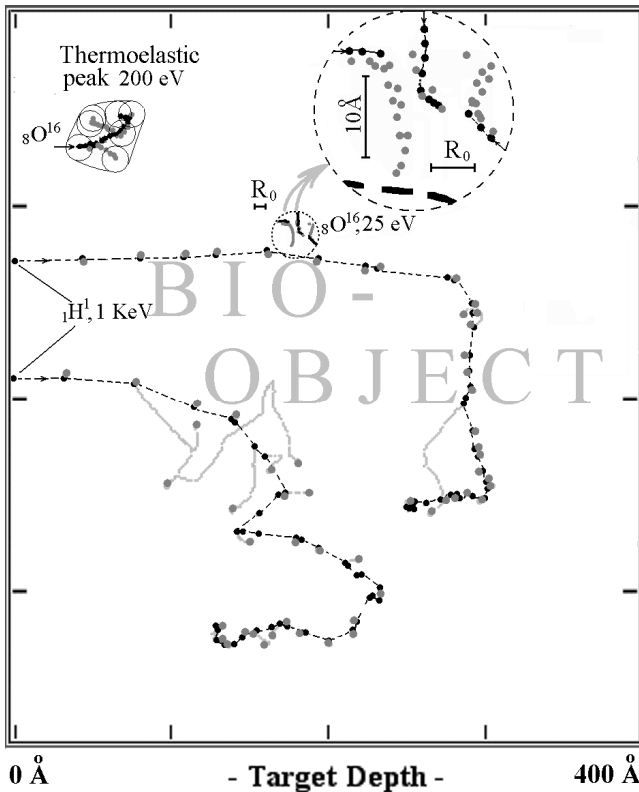 Thermoelastic
peak 200 eV
₈O¹⁶
10Å
R₀
R₀
₈O¹⁶,25 eV
₁H¹,1 KeV
BIO-
OBJECT
0 Å
- Target Depth -
400 Å